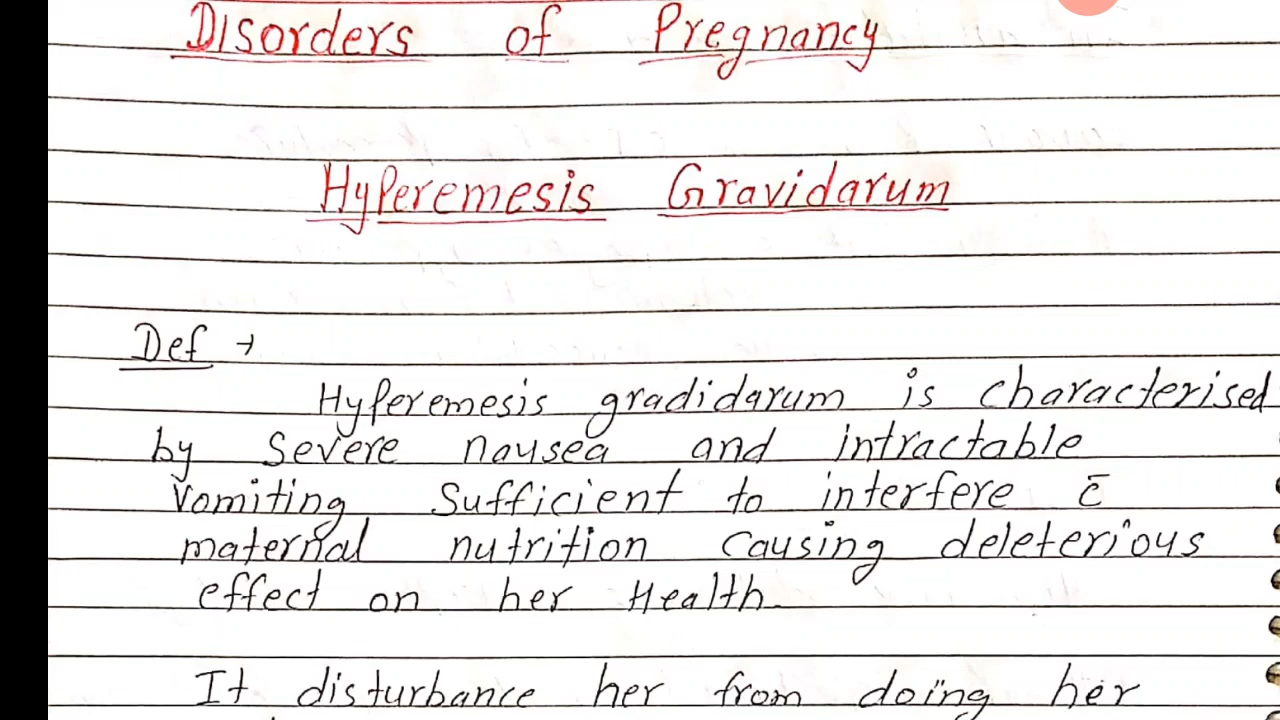 Disorders of Pregnancy
Hyperemesis Gravidarum
Def →
Hyperemesis gradidarum is characterised
by severe nausea and intractable
Vomiting sufficient to interfere c̄
maternal nutrition causing deleterious
effect on her Health.
It disturbance her from doing her